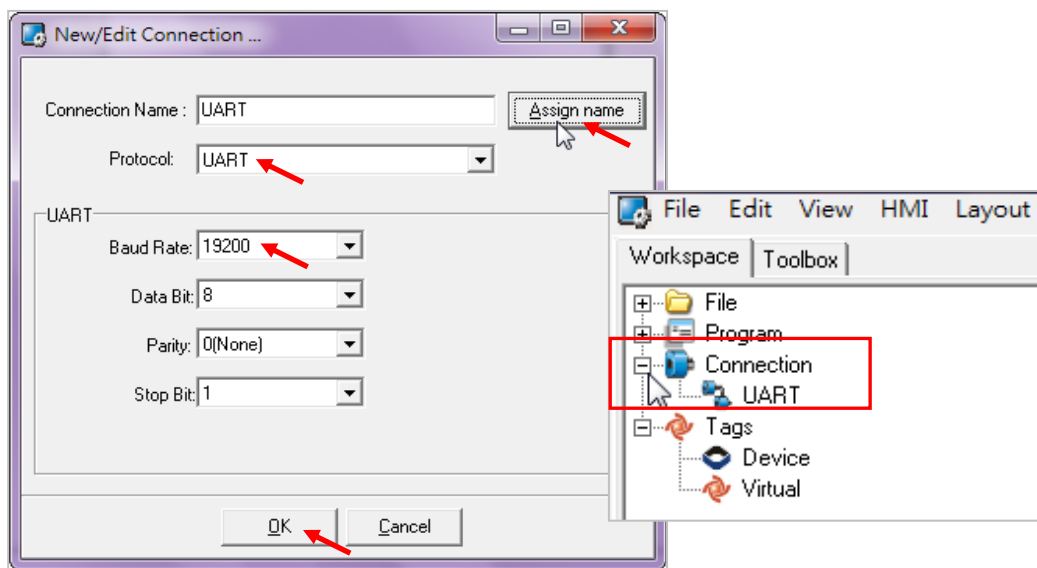 New/Edit Connection ...
Connection Name : UART Assign name
Protocol: UART
UART
Baud Rate: 19200
Data Bit: 8
Parity: 0(None)
Stop Bit: 1
OK Cancel
File Edit View HMI Layout
Workspace Toolbox
File
Program
Connection
UART
Tags
Device
Virtual